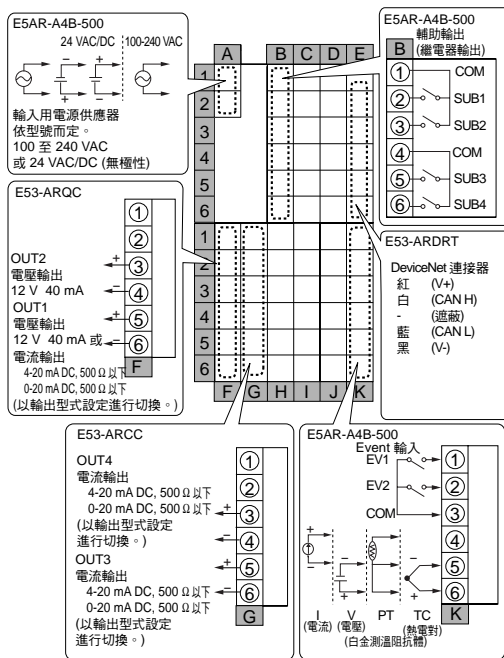 E5AR-A4B-500
24 VAC/DC
100-240 VAC
+
-
-
+
輸入用電源供應器
依型號而定。
100 至 240 VAC
或 24 VAC/DC (無極性)
A
B
C
D
E
1
2
3
4
5
6
1
2
3
4
5
6
F
G
H
I
J
K
E5AR-A4B-500
輔助輸出
(繼電器輸出)
B
① COM
② SUB1
③ SUB2
④ COM
⑤ SUB3
⑥ SUB4
E53-ARQC
①
②
③
④
⑤
⑥
F
OUT2
電壓輸出
12 V 40 mA
+
-
OUT1
電壓輸出
12 V 40 mA 或
電流輸出
+
-
4-20 mA DC, 500 Ω 以下
0-20 mA DC, 500 Ω 以下
(以輸出型式設定進行切換。)
E53-ARDRT
DeviceNet 連接器
紅 (V+)
白 (CAN H)
- (遮蔽)
藍 (CAN L)
黑 (V-)
E53-ARCC
OUT4
電流輸出
4-20 mA DC, 500 Ω 以下
0-20 mA DC, 500 Ω 以下
(以輸出型式設定
進行切換。)
+
-
OUT3
電流輸出
4-20 mA DC, 500 Ω 以下
0-20 mA DC, 500 Ω 以下
(以輸出型式設定
進行切換。)
+
-
①
②
③
④
⑤
⑥
G
E5AR-A4B-500
Event 輸入
EV1
EV2
COM
①
②
③
④
⑤
⑥
K
+
-
-
+
-
+
I
(電流)
V
(電壓)
PT
(白金測溫阻抗體)
TC
(熱電對)